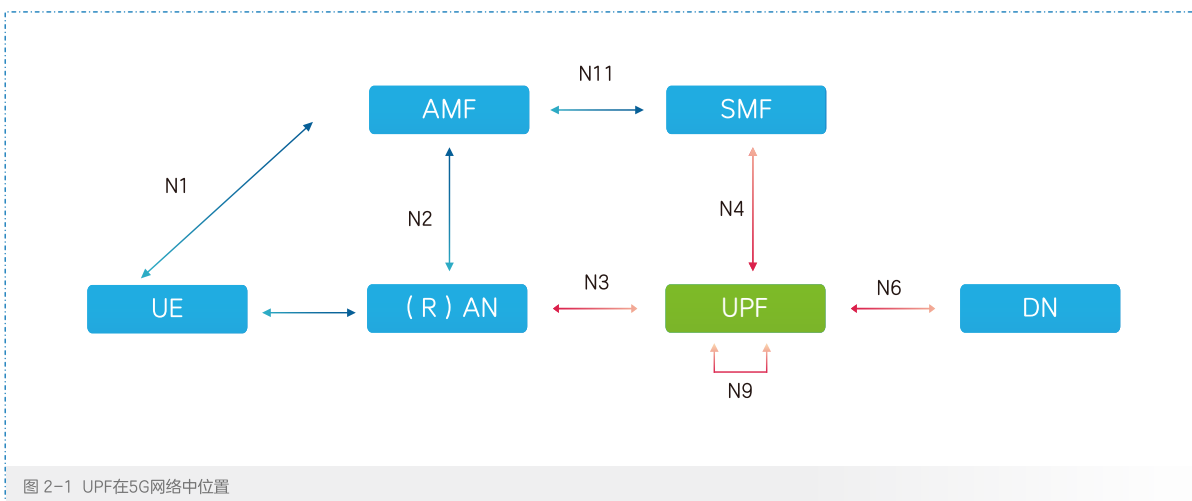 N11
AMF
SMF
N1
N2
N4
N3
N6
UE
( R ) AN
UPF
DN
N9
图 2-1 UPF在5G网络中位置